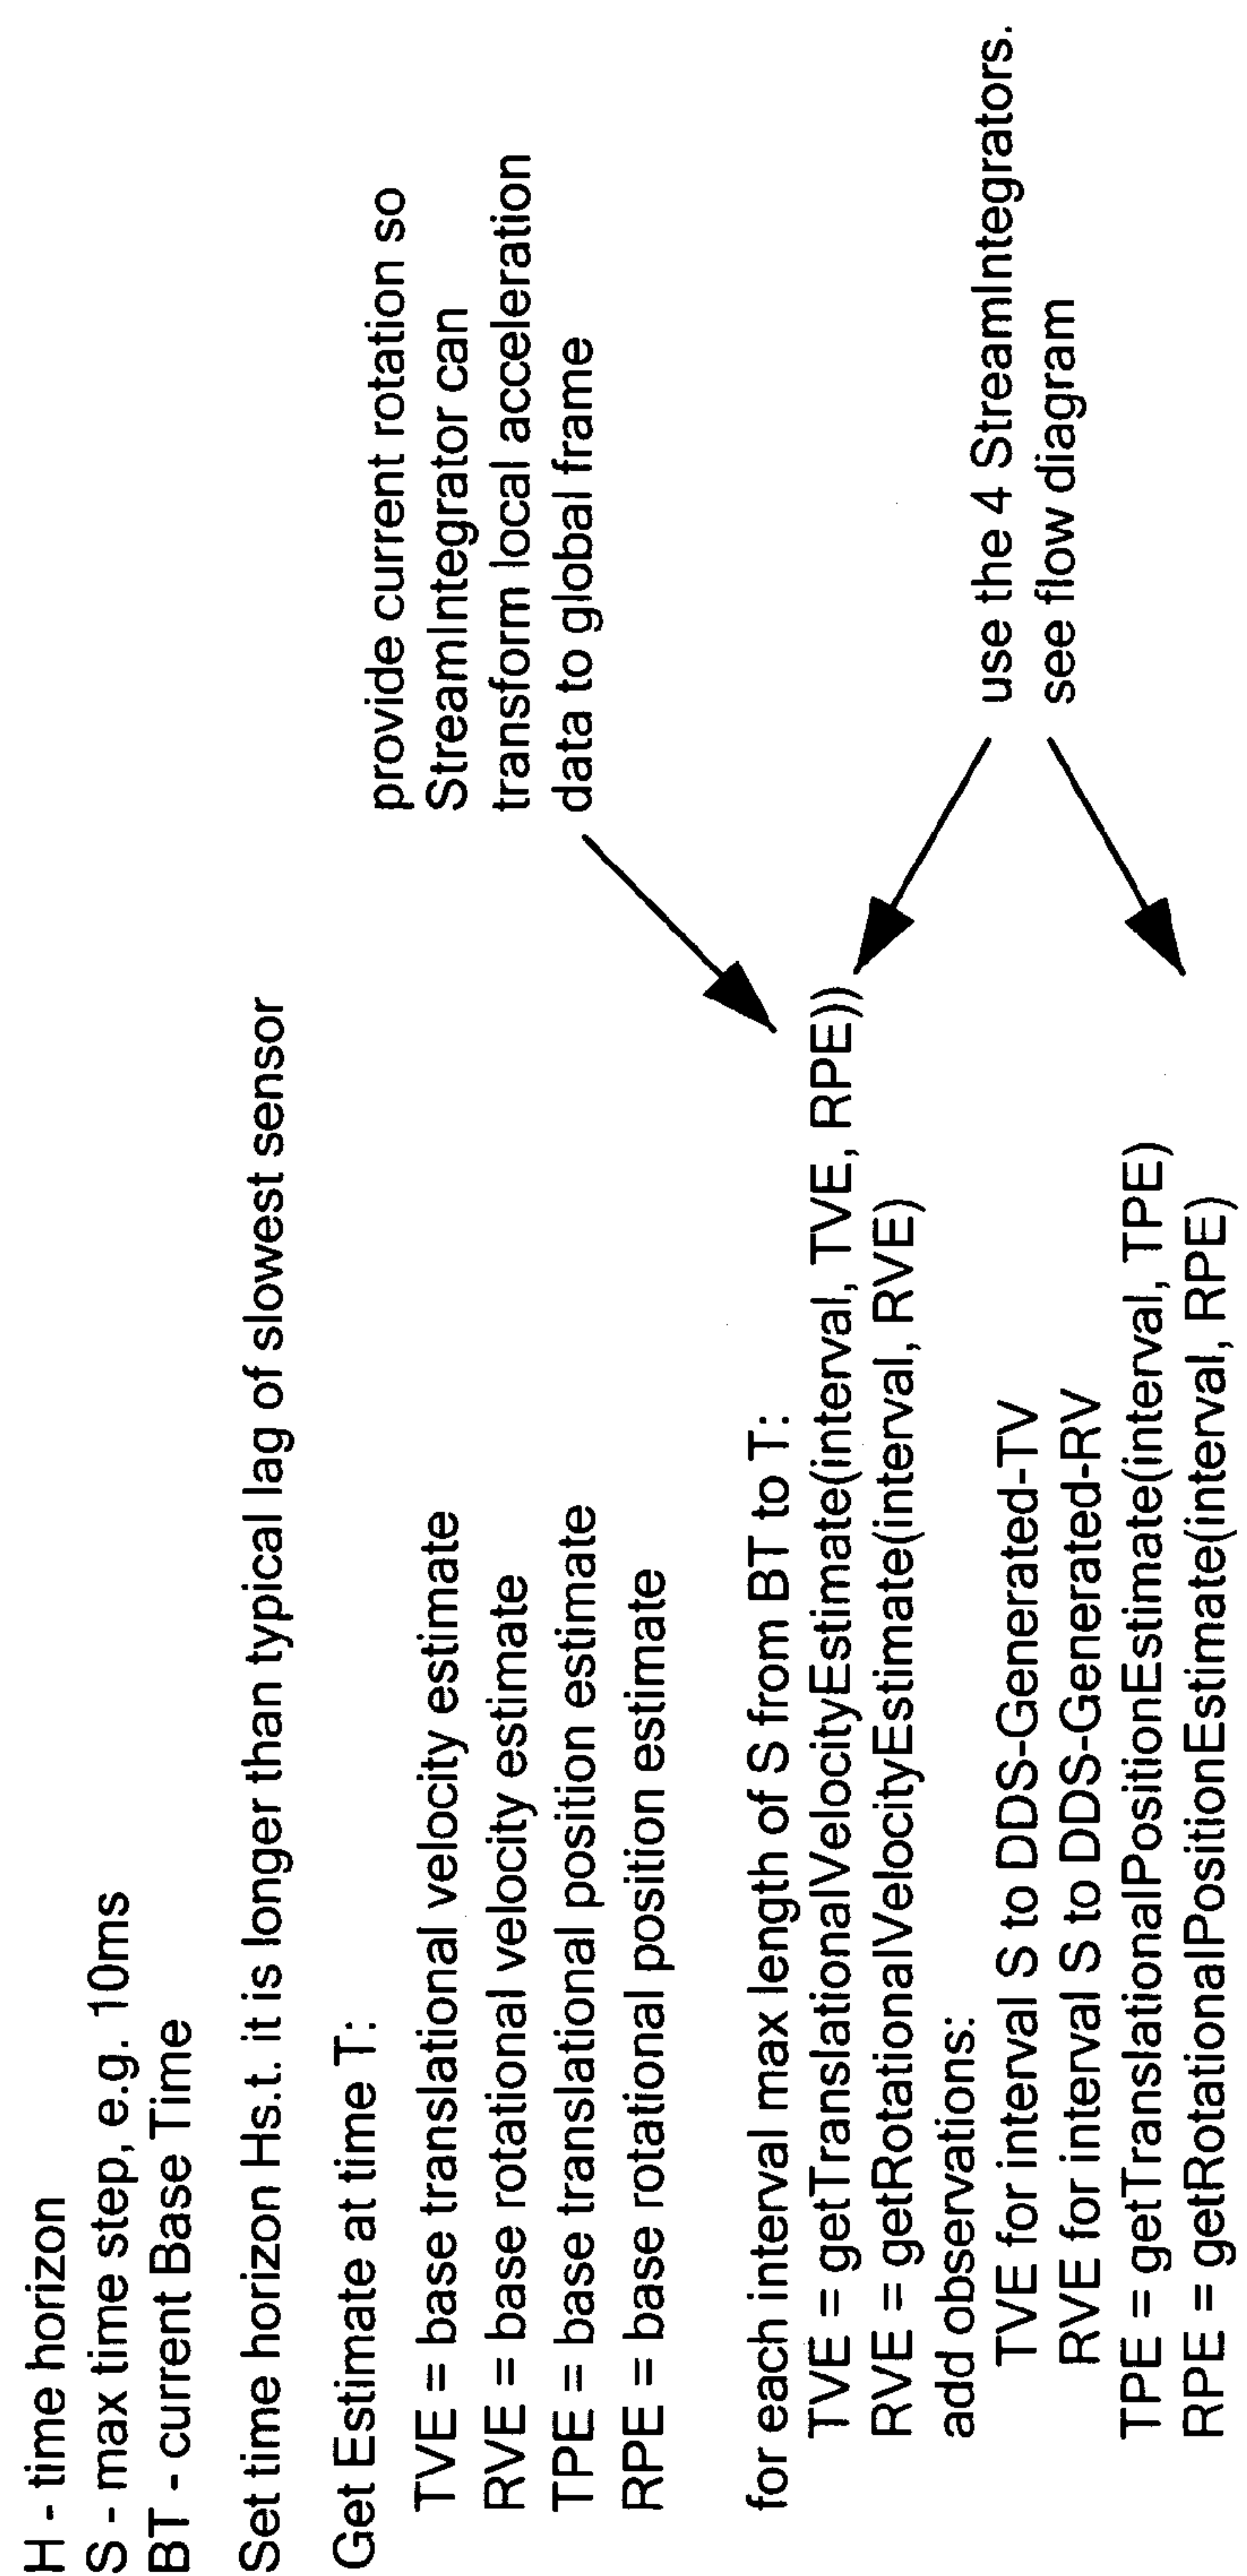 H - time horizon
S - max time step, e.g. 10ms
BT - current Base Time
Set time horizon Hs.t. it is longer than typical lag of slowest sensor
Get Estimate at time T:
TVE = base translational velocity estimate
RVE = base rotational velocity estimate
TPE = base translational position estimate
RPE = base rotational position estimate
provide current rotation so
StreamIntegrator can
transform local acceleration
data to global frame
for each interval max length of S from BT to T:
TVE = getTranslationalVelocityEstimate(interval, TVE, RPE))
RVE = getRotationalVelocityEstimate(interval, RVE)
add observations:
TVE for interval S to DDS-Generated-TV
RVE for interval S to DDS-Generated-RV
TPE = getTranslationalPositionEstimate(interval, TPE)
RPE = getRotationalPositionEstimate(interval, RPE)
use the 4 StreamIntegrators.
see flow diagram